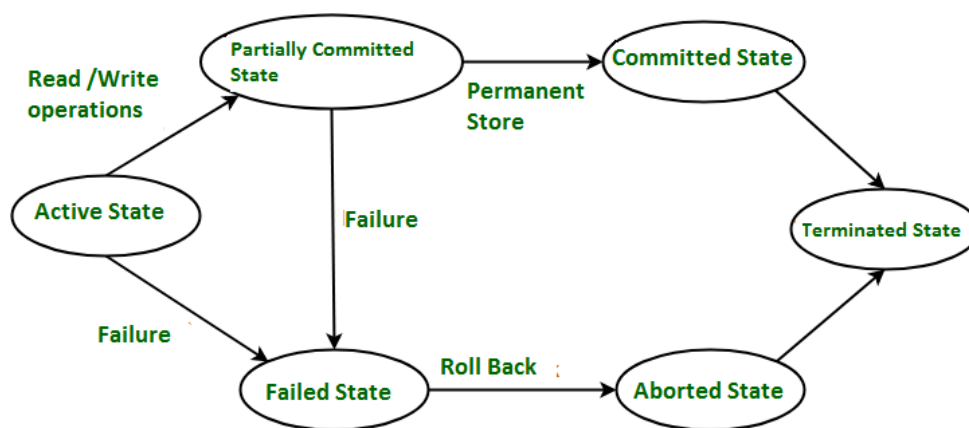 Partially Committed
State
Committed State
Read /Write
operations
Permanent
Store
Active State
Failure
Terminated State
Failure
Roll Back
Failed State
Aborted State